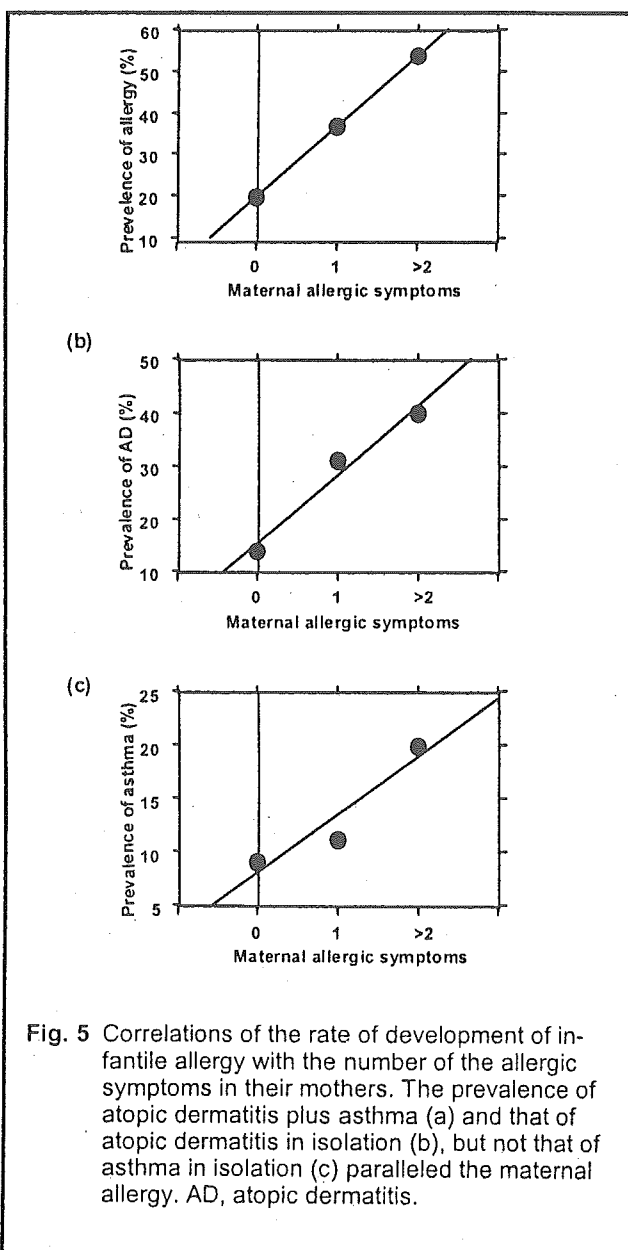 60
50
Prevelence of allergy (%)
40
30
20
10
0 1 >2
Maternal allergic symptoms
(b)
50
Prevalence of AD (%)
40
30
20
10
0 1 >2
Maternal allergic symptoms
(c)
25
Prevalence of asthma (%)
20
15
10
5
0 1 >2
Maternal allergic symptoms
Fig. 5 Correlations of the rate of development of in-
fantile allergy with the number of the allergic
symptoms in their mothers. The prevalence of
atopic dermatitis plus asthma (a) and that of
atopic dermatitis in isolation (b), but not that of
asthma in isolation (c) paralleled the maternal
allergy. AD, atopic dermatitis.